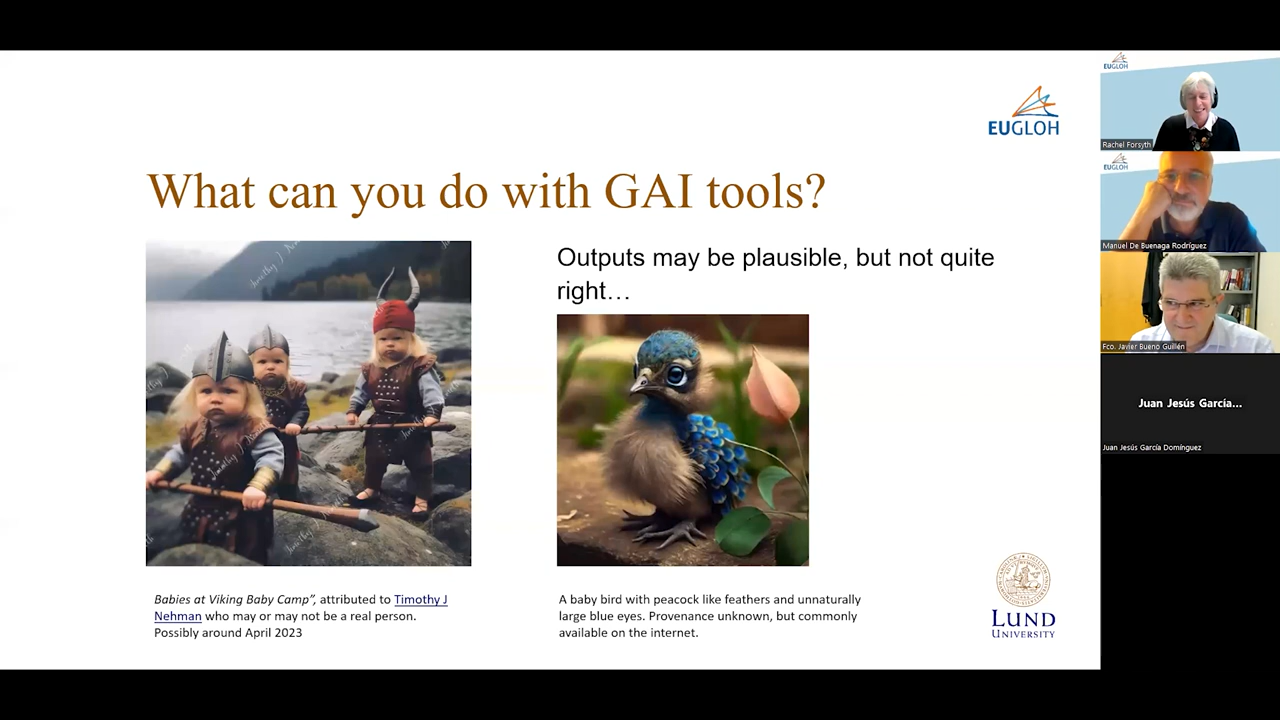 EUGLOH
What can you do with GAI tools?
Outputs may be plausible, but not quite
right…
Babies at Viking Baby Camp”, attributed to Timothy J
Nehman who may or may not be a real person.
Possibly around April 2023
A baby bird with peacock like feathers and unnaturally
large blue eyes. Provenance unknown, but commonly
available on the internet.
LUND
UNIVERSITY
EUGLOH
Rachel Forsyth
EUGLOH
Manuel De Buenaga Rodríguez
Fco. Javier Bueno Guillén
Juan Jesús García...
Juan Jesús García Domínguez